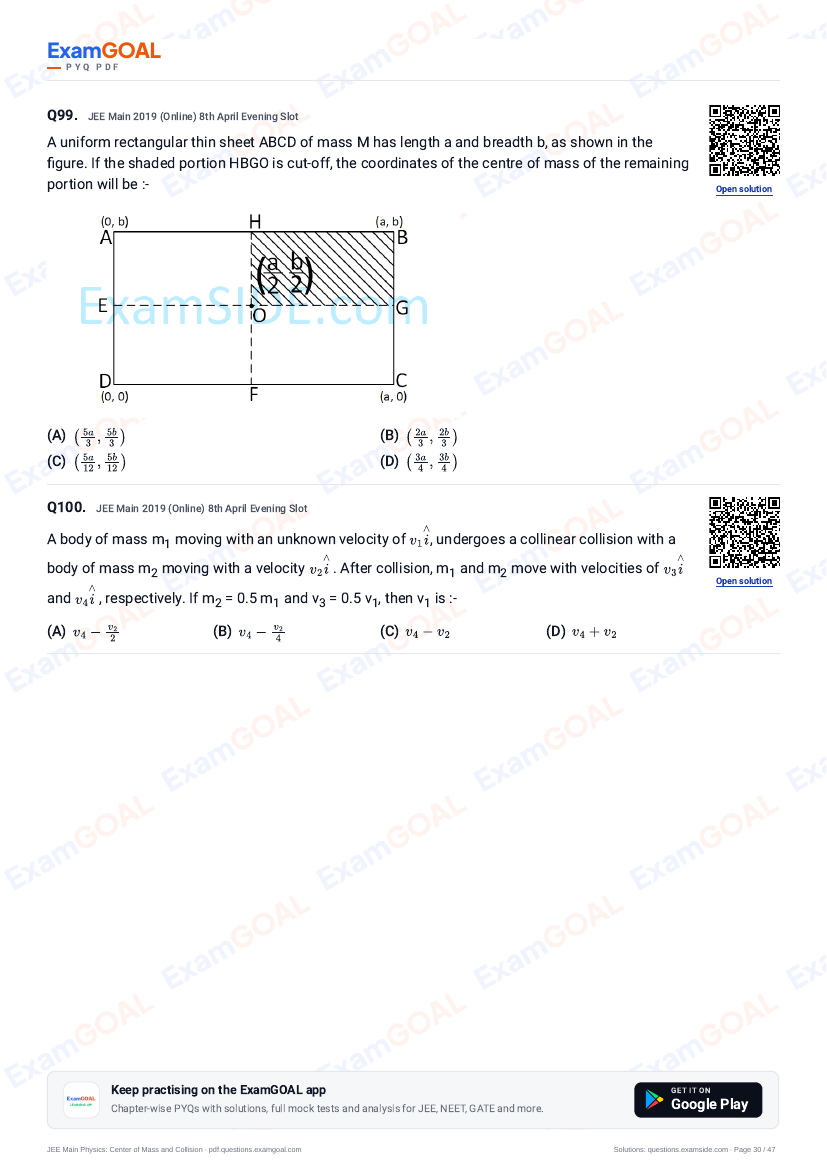 ExamGOAL
PYQ PDF
Q99. JEE Main 2019 (Online) 8th April Evening Slot
A uniform rectangular thin sheet ABCD of mass M has length a and breadth b, as shown in the
figure. If the shaded portion HBGO is cut-off, the coordinates of the centre of mass of the remaining
portion will be :-
Open solution
(0, b) H (a, b)
A B
(a/2 b/2)
ExamSIDE.com
E O G
D F C
(0, 0) (a, 0)
(A) (5a/3, 5b/3) (B) (2a/3, 2b/3)
(C) (5a/12, 5b/12) (D) (3a/4, 3b/4)
Q100. JEE Main 2019 (Online) 8th April Evening Slot
A body of mass m₁ moving with an unknown velocity of v₁î, undergoes a collinear collision with a
body of mass m₂ moving with a velocity v₂î . After collision, m₁ and m₂ move with velocities of v₃î
and v₄î , respectively. If m₂ = 0.5 m₁ and v₃ = 0.5 v₁, then v₁ is :-
Open solution
(A) v₄ − v₂/2 (B) v₄ − v₂/4 (C) v₄ − v₂ (D) v₄ + v₂
ExamGOAL
Keep practising on the ExamGOAL app
Chapter-wise PYQs with solutions, full mock tests and analysis for JEE, NEET, GATE and more.
GET IT ON
Google Play
JEE Main Physics: Center of Mass and Collision · pdf.questions.examgoal.com
Solutions: questions.examside.com · Page 30 / 47